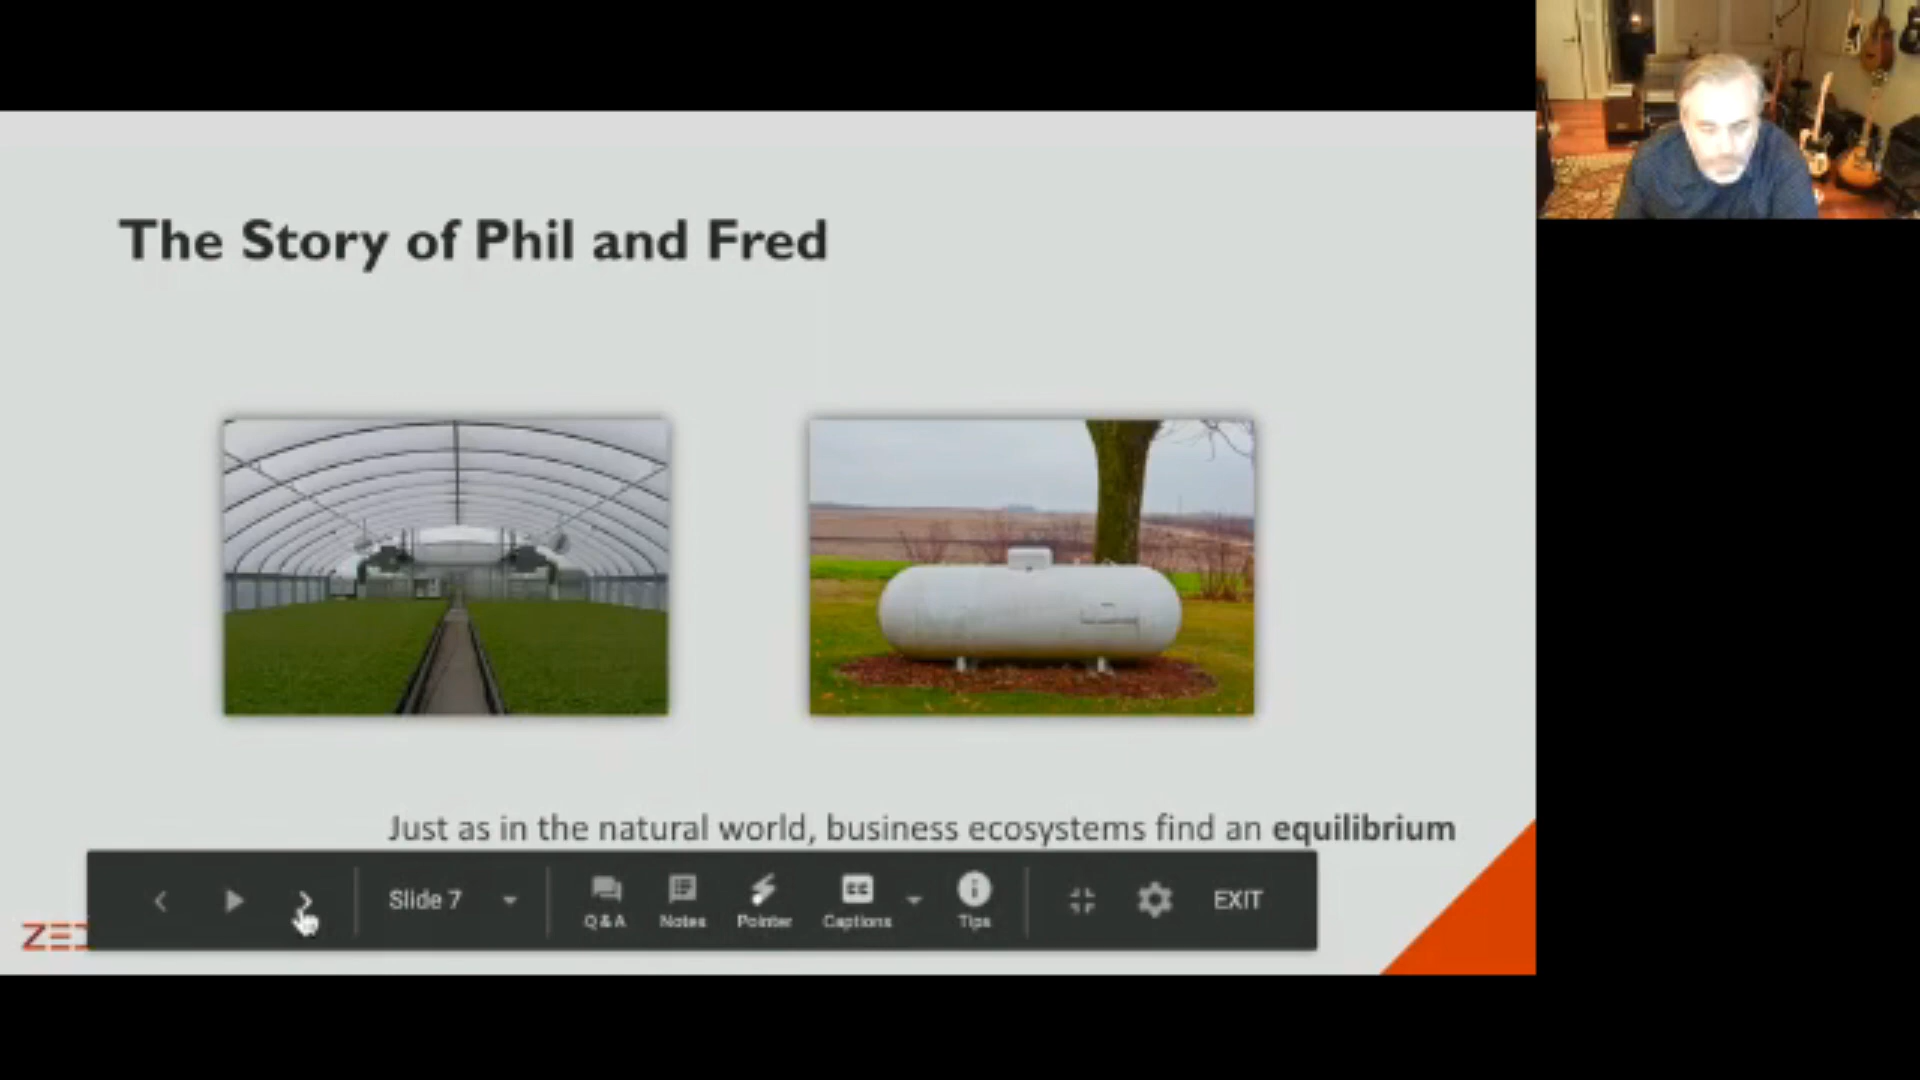 The Story of Phil and Fred
Just as in the natural world, business ecosystems find an equilibrium
Slide 7
Q&A
Notes
Pointer
Captions
Tips
EXIT